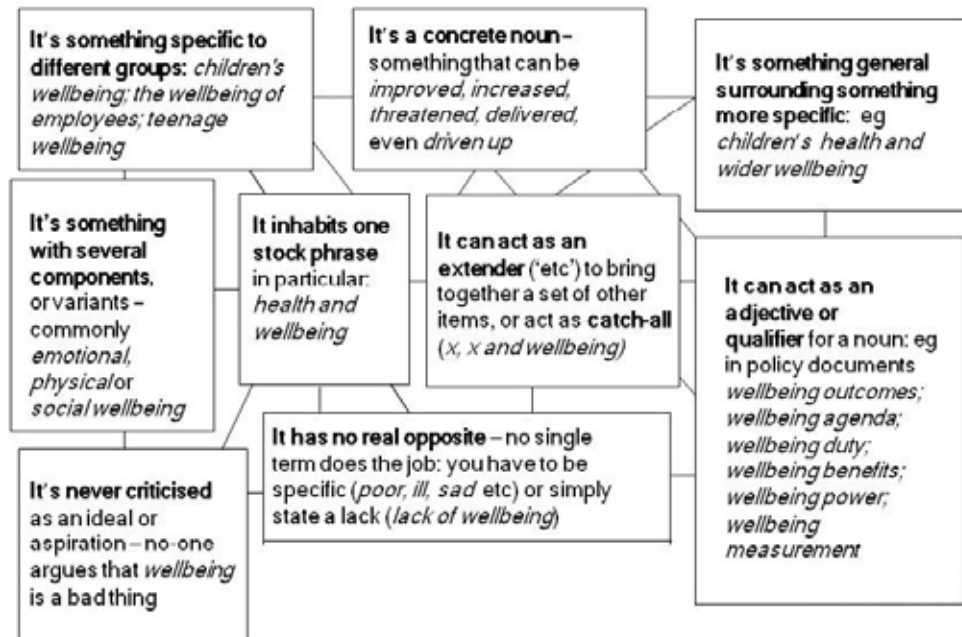 It's something specific to
different groups: children's
wellbeing; the wellbeing of
employees; teenage
wellbeing
It's a concrete noun–
something that can be
improved, increased,
threatened, delivered,
even driven up
It's something general
surrounding something
more specific: eg
children's health and
wider wellbeing
It's something
with several
components,
or variants –
commonly
emotional,
physical or
social wellbeing
It inhabits one
stock phrase
in particular:
health and
wellbeing
It can act as an
extender ('etc') to bring
together a set of other
items, or act as catch-all
(x, x and wellbeing)
It can act as an
adjective or
qualifier for a noun: eg
in policy documents
wellbeing outcomes;
wellbeing agenda;
wellbeing duty;
wellbeing benefits;
wellbeing power;
wellbeing
measurement
It has no real opposite – no single
term does the job: you have to be
specific (poor, ill, sad etc) or simply
state a lack (lack of wellbeing)
It's never criticised
as an ideal or
aspiration – no-one
argues that wellbeing
is a bad thing